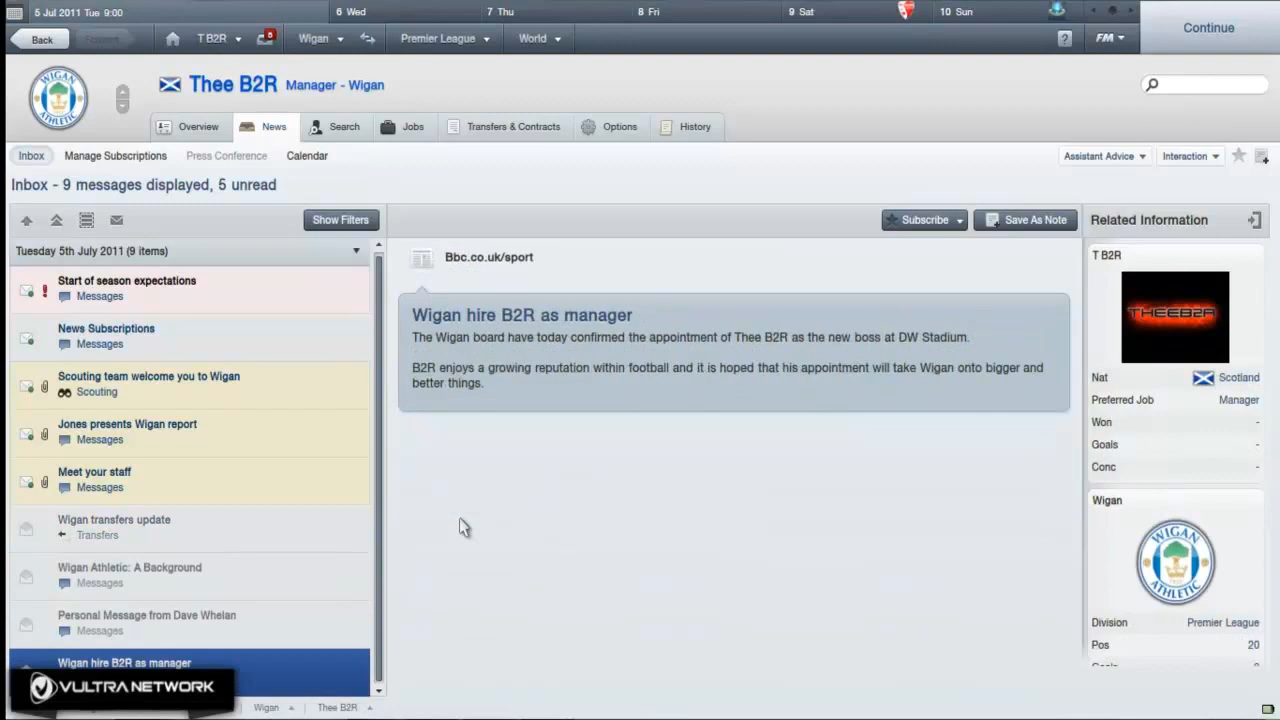 5 Jul 2011 Tue 9:00
6 Wed
7 Thu
8 Fri
9 Sat
10 Sun
Continue
Back
T B2R
Wigan
Premier League
World
?
FM
WIGAN ATHLETIC
Thee B2R Manager - Wigan
Overview
News
Search
Jobs
Transfers & Contracts
Options
History
Inbox
Manage Subscriptions
Press Conference
Calendar
Assistant Advice
Interaction
Inbox - 9 messages displayed, 5 unread
Show Filters
Subscribe
Save As Note
Related Information
Tuesday 5th July 2011 (9 items)
Start of season expectations
Messages
News Subscriptions
Messages
Scouting team welcome you to Wigan
Scouting
Jones presents Wigan report
Messages
Meet your staff
Messages
Wigan transfers update
Transfers
Wigan Athletic: A Background
Messages
Personal Message from Dave Whelan
Messages
Wigan hire B2R as manager
Bbc.co.uk/sport
Wigan hire B2R as manager
The Wigan board have today confirmed the appointment of Thee B2R as the new boss at DW Stadium.
B2R enjoys a growing reputation within football and it is hoped that his appointment will take Wigan onto bigger and
better things.
T B2R
THEEB2R
Nat Scotland
Preferred Job Manager
Won -
Goals -
Conc -
Wigan
WIGAN ATHLETIC
Division Premier League
Pos 20
VULTRA NETWORK
Wigan
Thee B2R